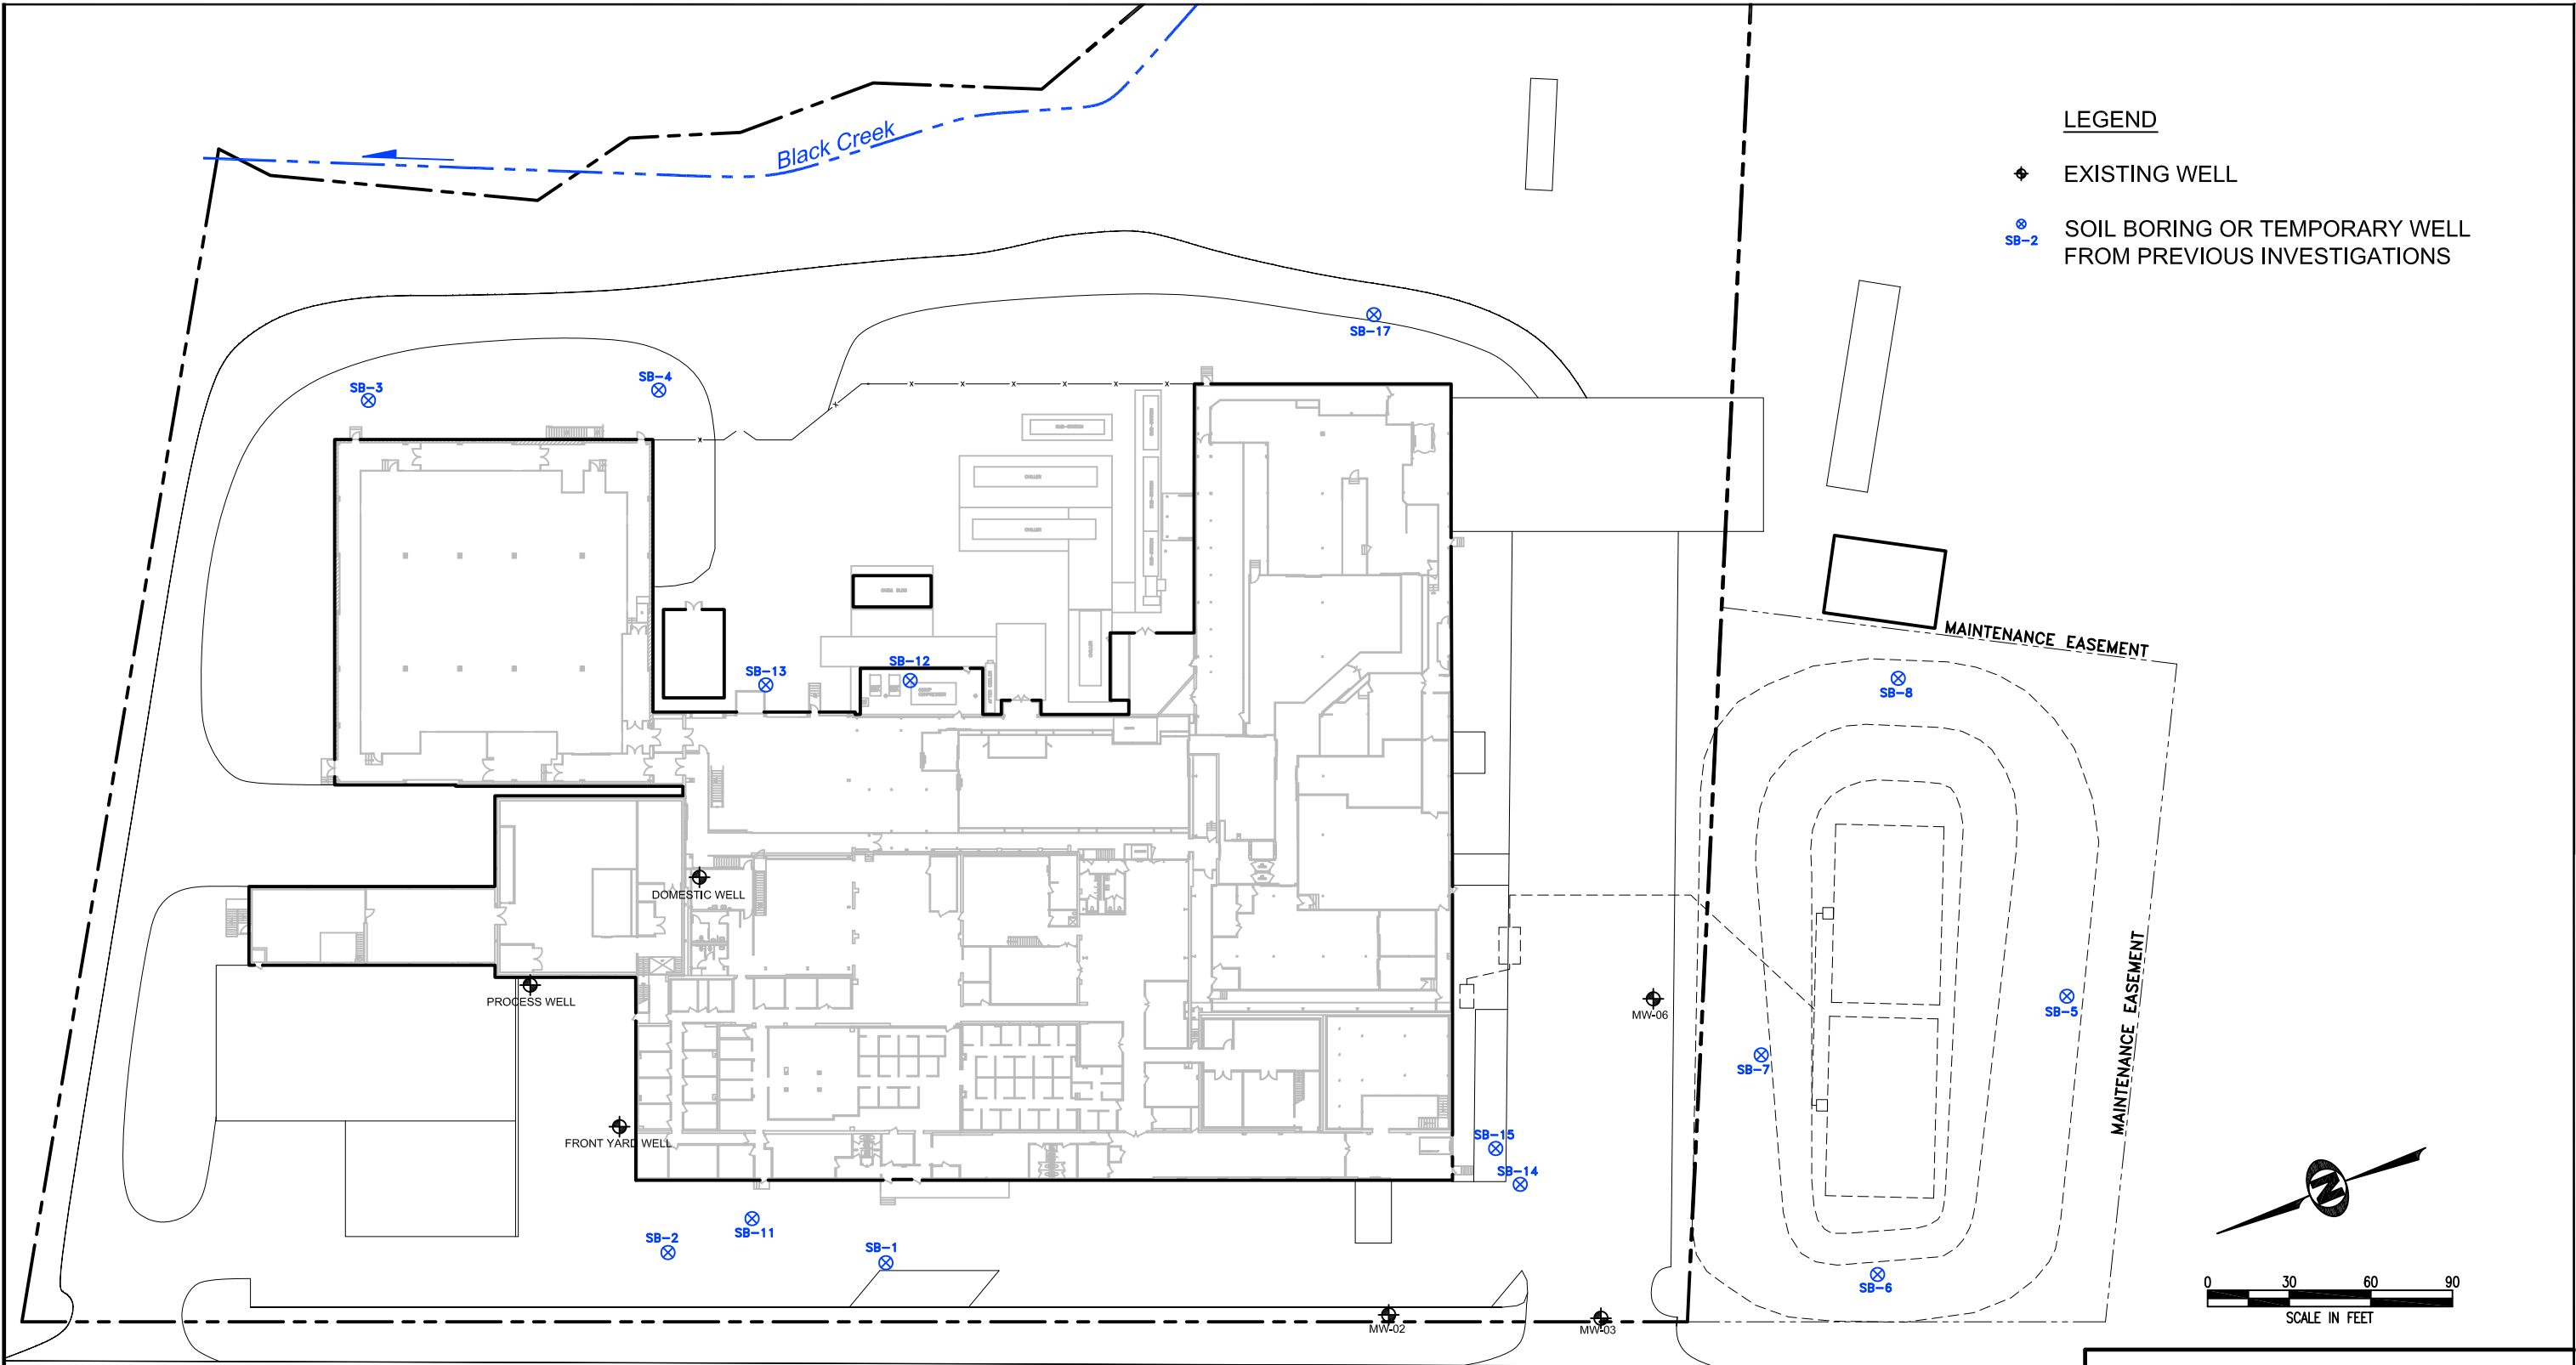 Black Creek
LEGEND
EXISTING WELL
SB-2
SOIL BORING OR TEMPORARY WELL
FROM PREVIOUS INVESTIGATIONS
SB-17
SB-3
SB-4
CHILLER
CHILLER
MAINTENANCE EASEMENT
SB-12
SB-13
SB-8
DOMESTIC WELL
PROCESS WELL
MW-06
SB-5
MAINTENANCE EASEMENT
SB-7
FRONT YARD WELL
SB-15
SB-14
N
SB-11
SB-2
SB-1
SB-6
0 30 60 90
SCALE IN FEET
MW-02
MW-03